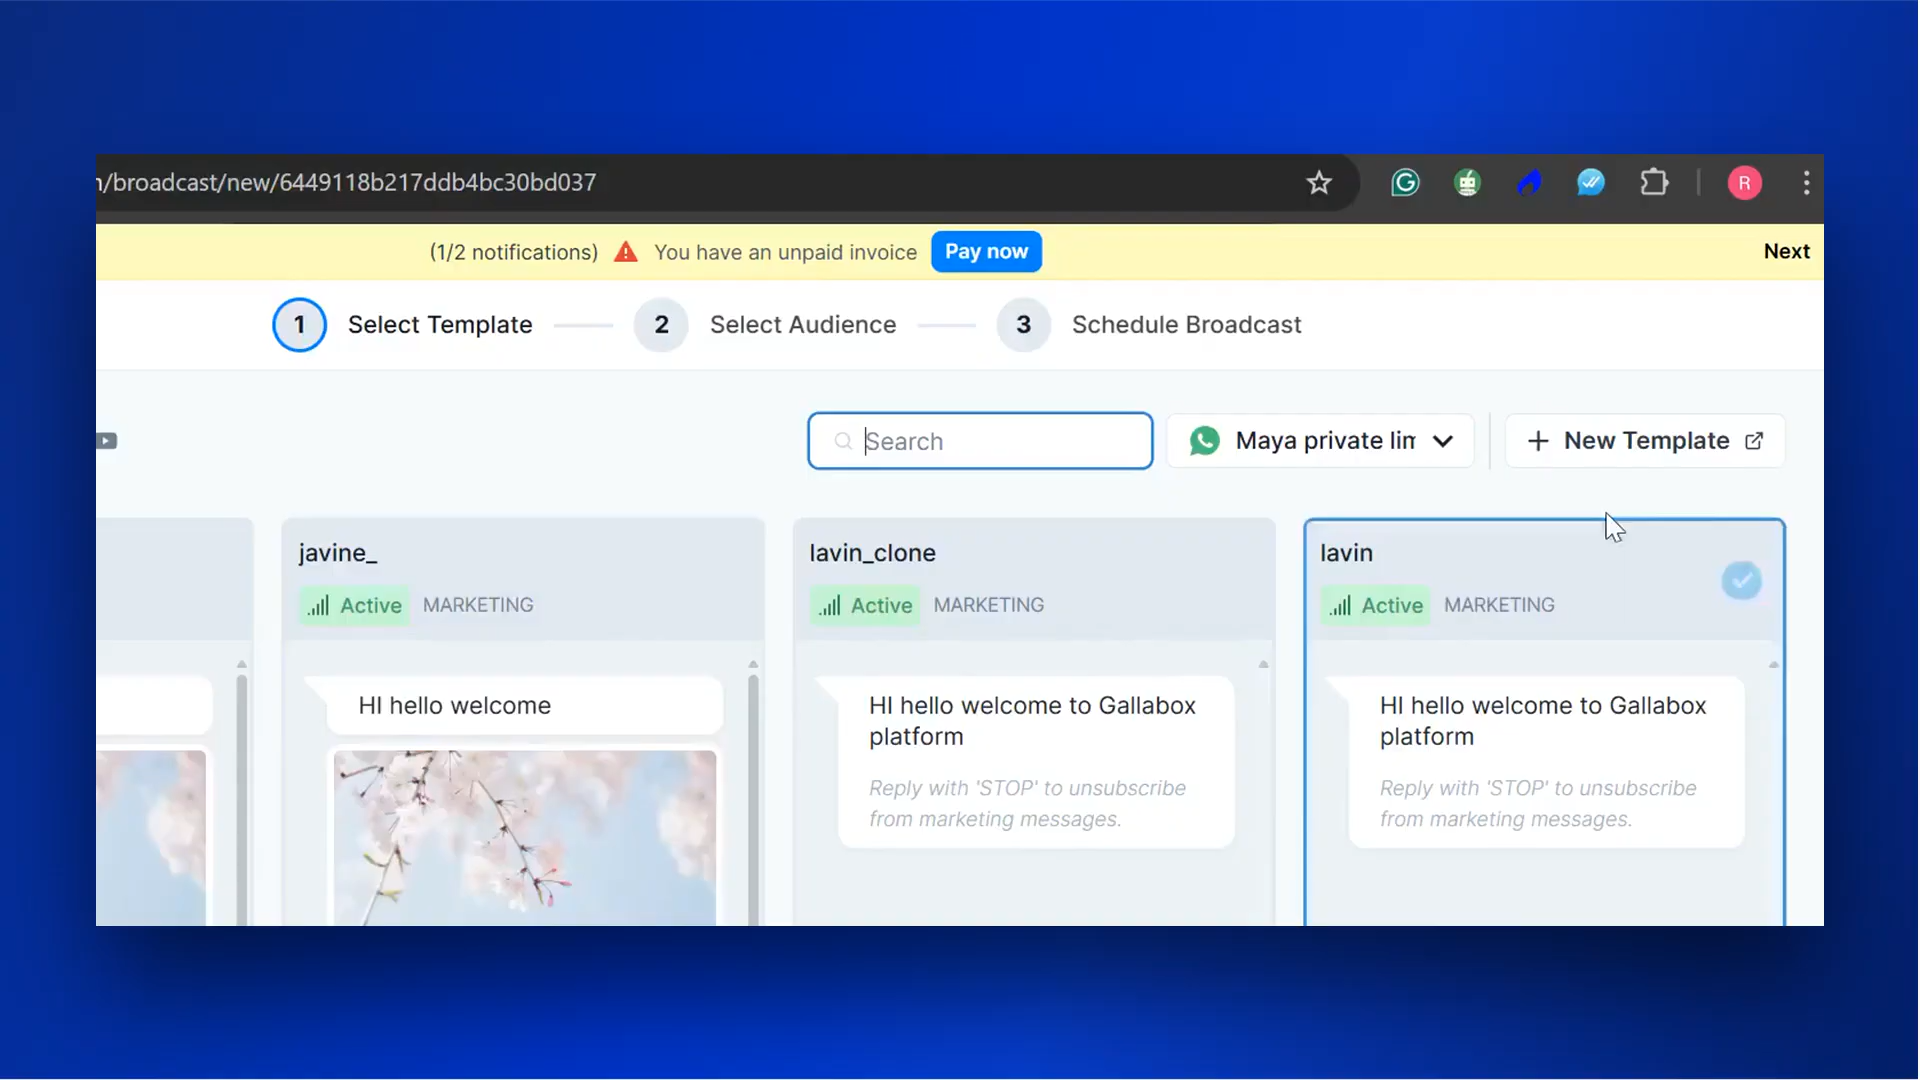 /broadcast/new/6449118b217ddb4bc30bd037
R
(1/2 notifications) You have an unpaid invoice Pay now Next
1 Select Template 2 Select Audience 3 Schedule Broadcast
Search Maya private lim New Template
javine_
Active MARKETING
HI hello welcome
lavin_clone
Active MARKETING
HI hello welcome to Gallabox
platform
Reply with 'STOP' to unsubscribe
from marketing messages.
lavin
Active MARKETING
HI hello welcome to Gallabox
platform
Reply with 'STOP' to unsubscribe
from marketing messages.